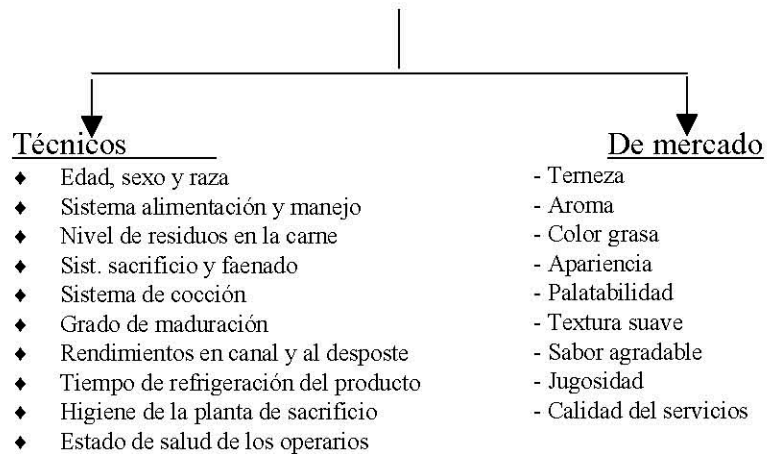 Técnicos
♦ Edad, sexo y raza
♦ Sistema alimentación y manejo
♦ Nivel de residuos en la carne
♦ Sist. sacrificio y faenado
♦ Sistema de cocción
♦ Grado de maduración
♦ Rendimientos en canal y al desposte
♦ Tiempo de refrigeración del producto
♦ Higiene de la planta de sacrificio
♦ Estado de salud de los operarios
De mercado
- Terneza
- Aroma
- Color grasa
- Apariencia
- Palatabilidad
- Textura suave
- Sabor agradable
- Jugosidad
- Calidad del servicios